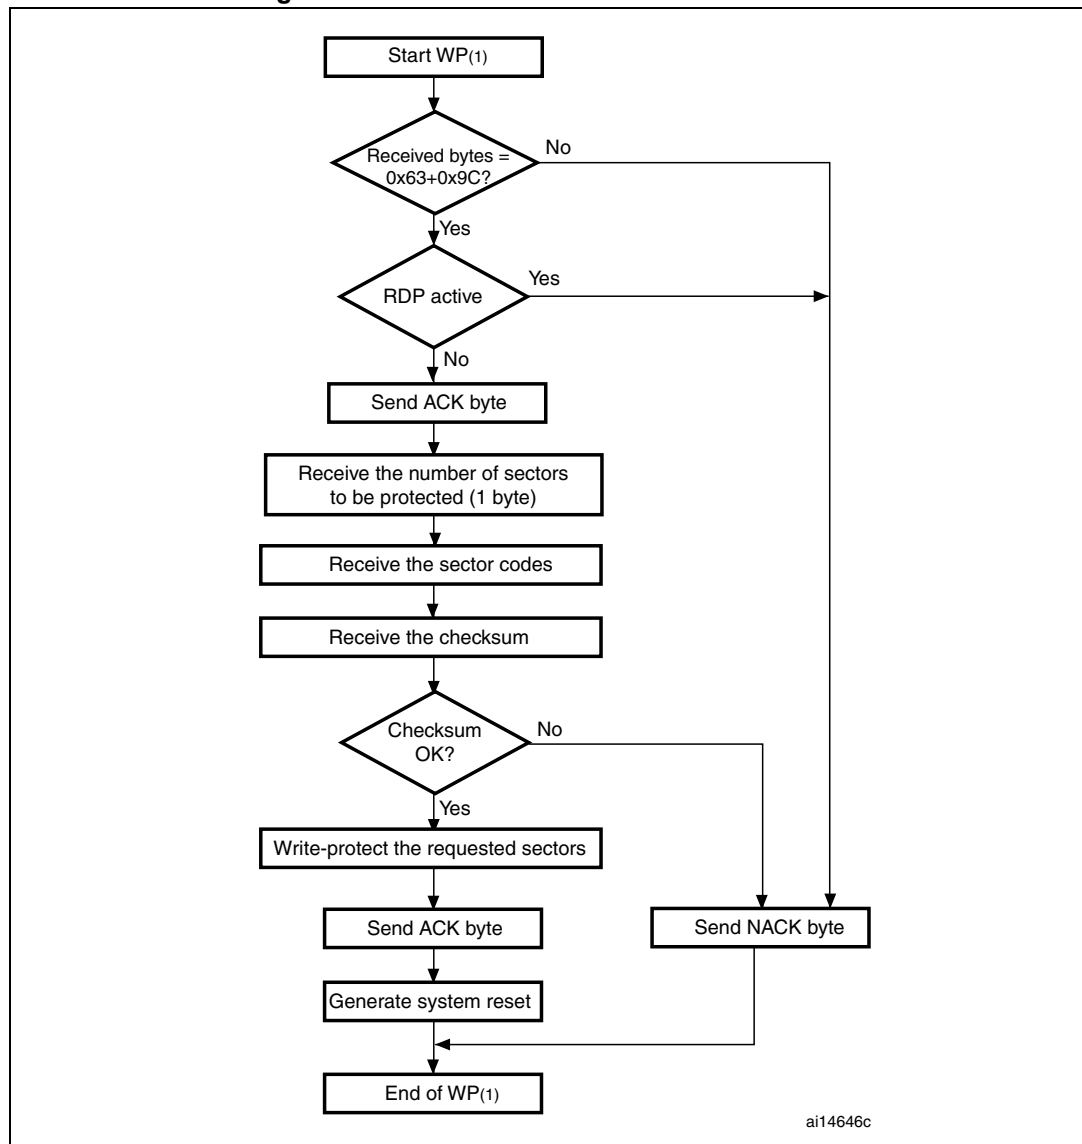 Start WP(1)
Received bytes =
0x63+0x9C?
No
Yes
RDP active
Yes
No
Send ACK byte
Receive the number of sectors
to be protected (1 byte)
Receive the sector codes
Receive the checksum
Checksum
OK?
No
Yes
Write-protect the requested sectors
Send ACK byte
Send NACK byte
Generate system reset
End of WP(1)
ai14646c